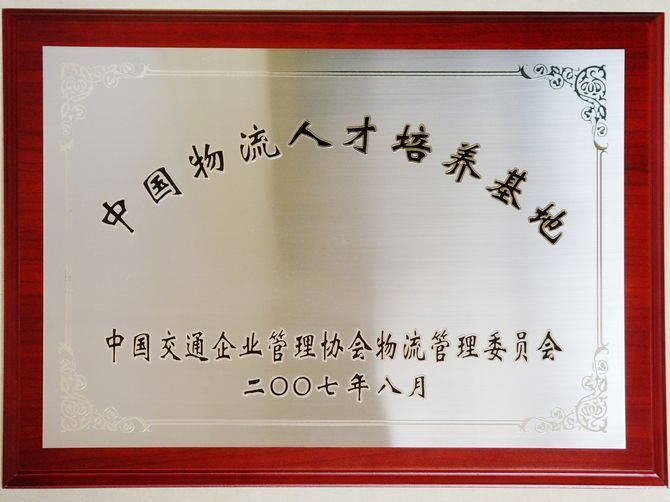 中国物流人才培养基地
中国交通企业管理协会物流管理委员会
二〇〇七年八月